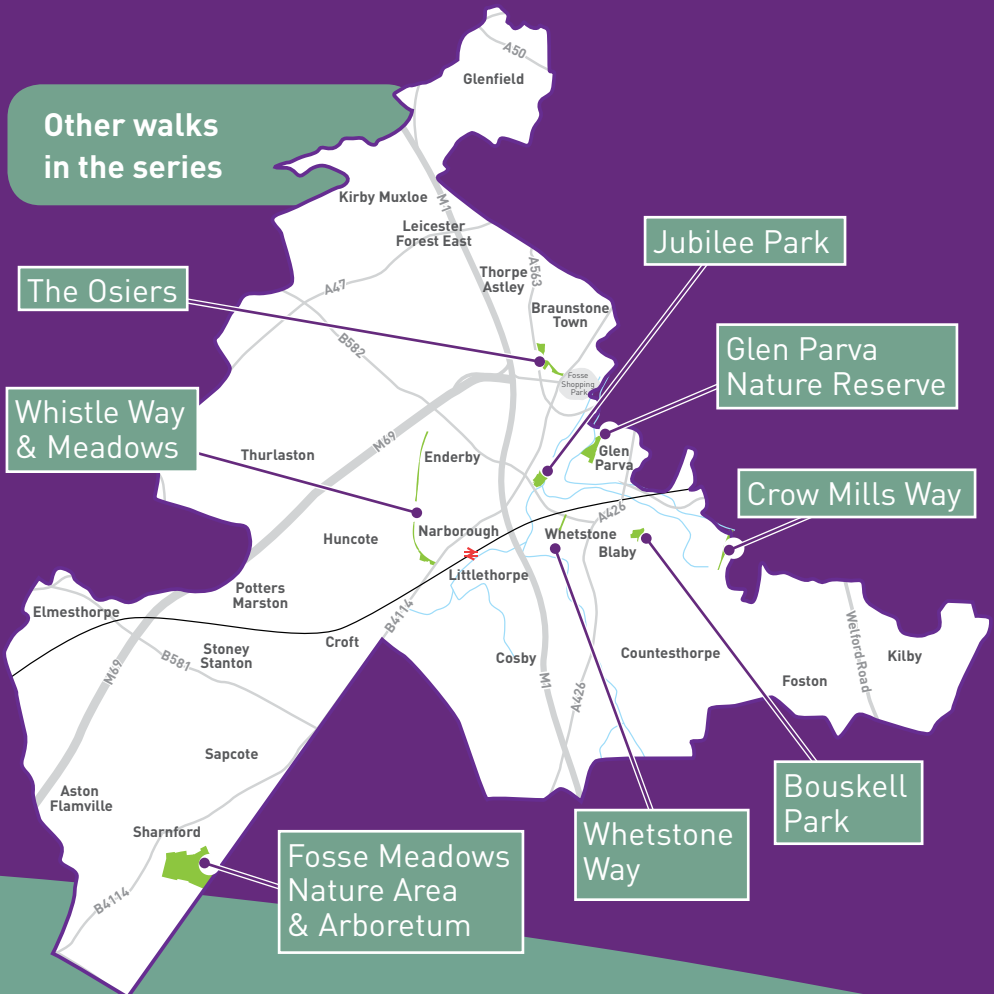 Other walks
in the series
A50
Glenfield
Kirby Muxloe
M1
Leicester
Forest East
Jubilee Park
Thorpe
Astley
A563
The Osiers
A47
Braunstone
Town
B582
Glen Parva
Nature Reserve
Fosse
Shopping
Park
Whistle Way
& Meadows
M69
Thurlaston
Enderby
Glen
Parva
Crow Mills Way
A426
Narborough
Whetstone
Huncote
Blaby
Littlethorpe
Potters
Marston
Elmesthorpe
B4114
Croft
Stoney
Stanton
B581
M69
Cosby
M1
Countesthorpe
Welford Road
Kilby
Foston
A426
Sapcote
Aston
Flamville
Bouskell
Park
Sharnford
Whetstone
Way
Fosse Meadows
Nature Area
& Arboretum
B4114